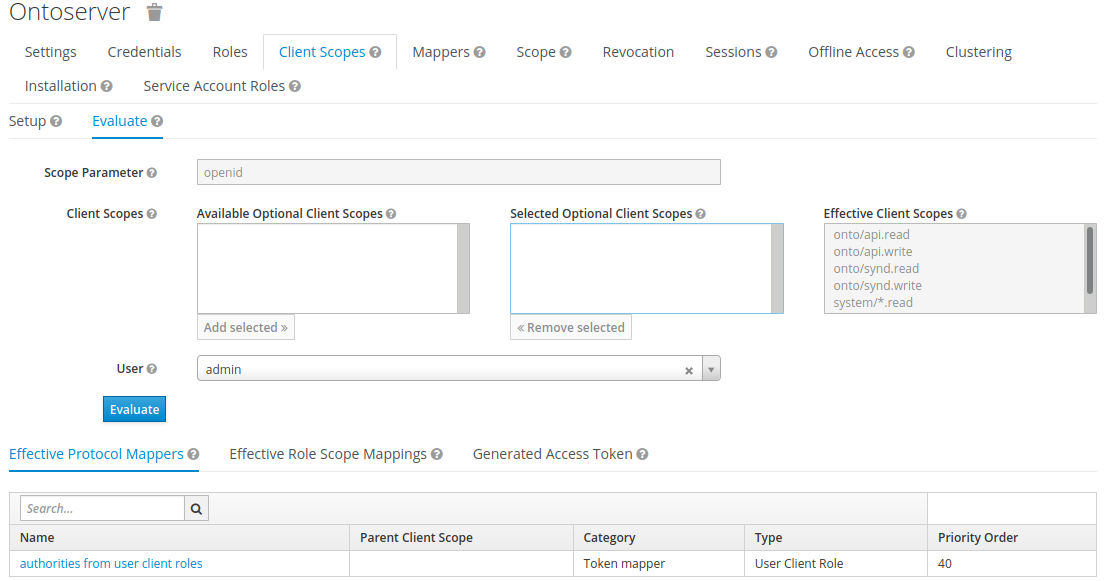 Ontoserver
Settings Credentials Roles Client Scopes Mappers Scope Revocation Sessions Offline Access Clustering
Installation Service Account Roles
Setup Evaluate
Scope Parameter openid
Client Scopes Available Optional Client Scopes Selected Optional Client Scopes Effective Client Scopes
onto/api.read
onto/api.write
onto/synd.read
onto/synd.write
system/*.read
Add selected » « Remove selected
User admin
Evaluate
Effective Protocol Mappers Effective Role Scope Mappings Generated Access Token
Search...
Name Parent Client Scope Category Type Priority Order
authorities from user client roles Token mapper User Client Role 40